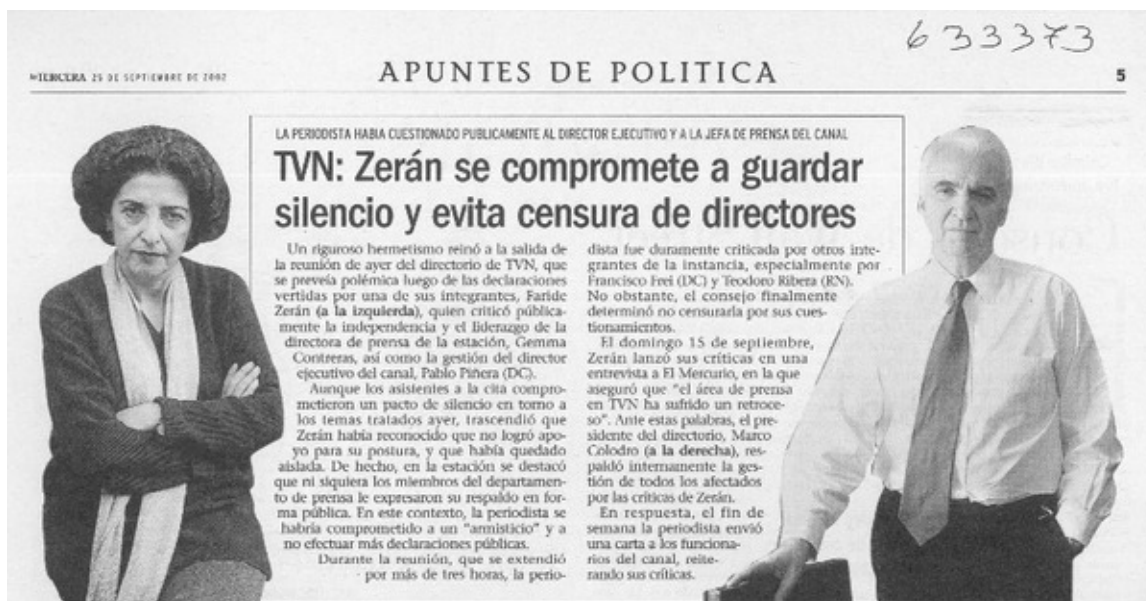 633373
LA TERCERA 25 DE SEPTIEMBRE DE 2002
APUNTES DE POLITICA
5
LA PERIODISTA HABIA CUESTIONADO PUBLICAMENTE AL DIRECTOR EJECUTIVO Y A LA JEFA DE PRENSA DEL CANAL
TVN: Zerán se compromete a guardar
silencio y evita censura de directores
Un riguroso hermetismo reinó a la salida de
la reunión de ayer del directorio de TVN, que
se preveía polémica luego de las declaraciones
vertidas por una de sus integrantes, Faride
Zerán (a la izquierda), quien criticó pública-
mente la independencia y el liderazgo de la
directora de prensa de la estación, Gemma
Contreras, así como la gestión del director
ejecutivo del canal, Pablo Piñera (DC).
Aunque los asistentes a la cita compro-
metieron un pacto de silencio en torno a
los temas tratados ayer, trascendió que
Zerán había reconocido que no logró apo-
yo para su postura, y que había quedado
aislada. De hecho, en la estación se destacó
que ni siquiera los miembros del departamen-
to de prensa le expresaron su respaldo en for-
ma pública. En este contexto, la periodista se
habría comprometido a un "armisticio" y a
no efectuar más declaraciones públicas.
Durante la reunión, que se extendió
por más de tres horas, la perio-
dista fue duramente criticada por otros inte-
grantes de la instancia, especialmente por
Francisco Frei (DC) y Teodoro Ribera (RN).
No obstante, el consejo finalmente
determinó no censurarla por sus cues-
tionamientos.
El domingo 15 de septiembre,
Zerán lanzó sus críticas en una
entrevista a El Mercurio, en la que
aseguró que "el área de prensa
en TVN ha sufrido un retroce-
so". Ante estas palabras, el pre-
sidente del directorio, Marco
Colodro (a la derecha), res-
paldó internamente la ges-
tión de todos los afectados
por las críticas de Zerán.
En respuesta, el fin de
semana la periodista envió
una carta a los funciona-
rios del canal, reite-
rando sus críticas.